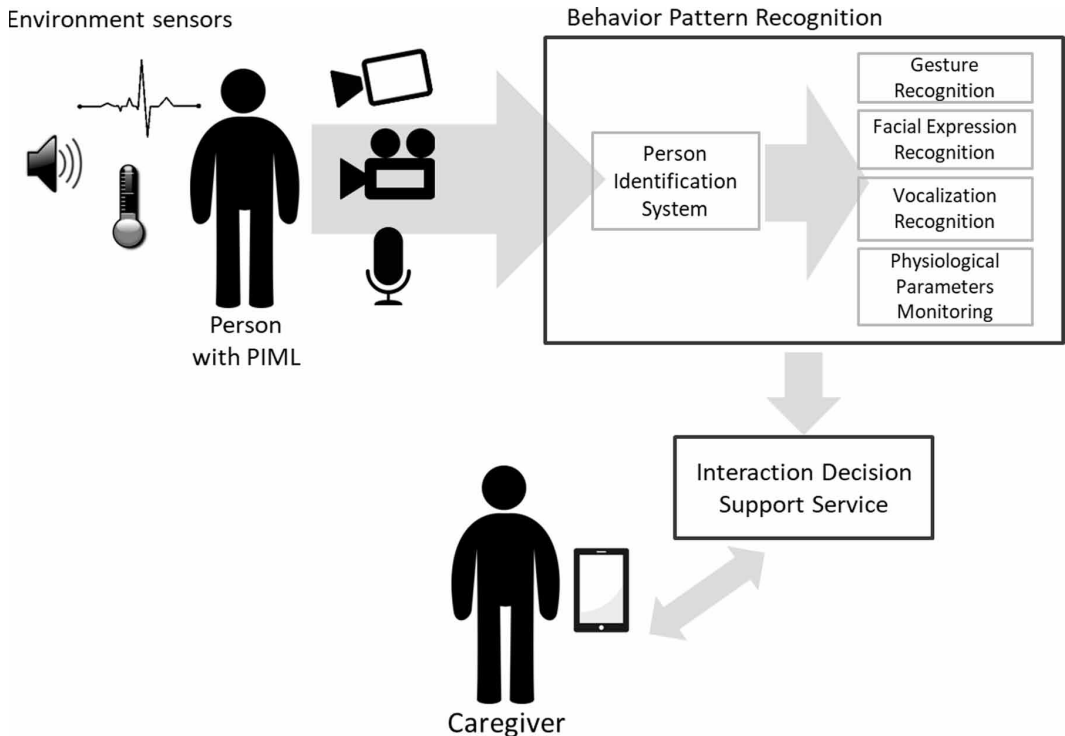 Environment sensors
Behavior Pattern Recognition
Gesture
Recognition
Facial Expression
Recognition
Person
Identification
System
Vocalization
Recognition
Physiological
Parameters
Monitoring
Person
with PIML
Interaction Decision
Support Service
Caregiver